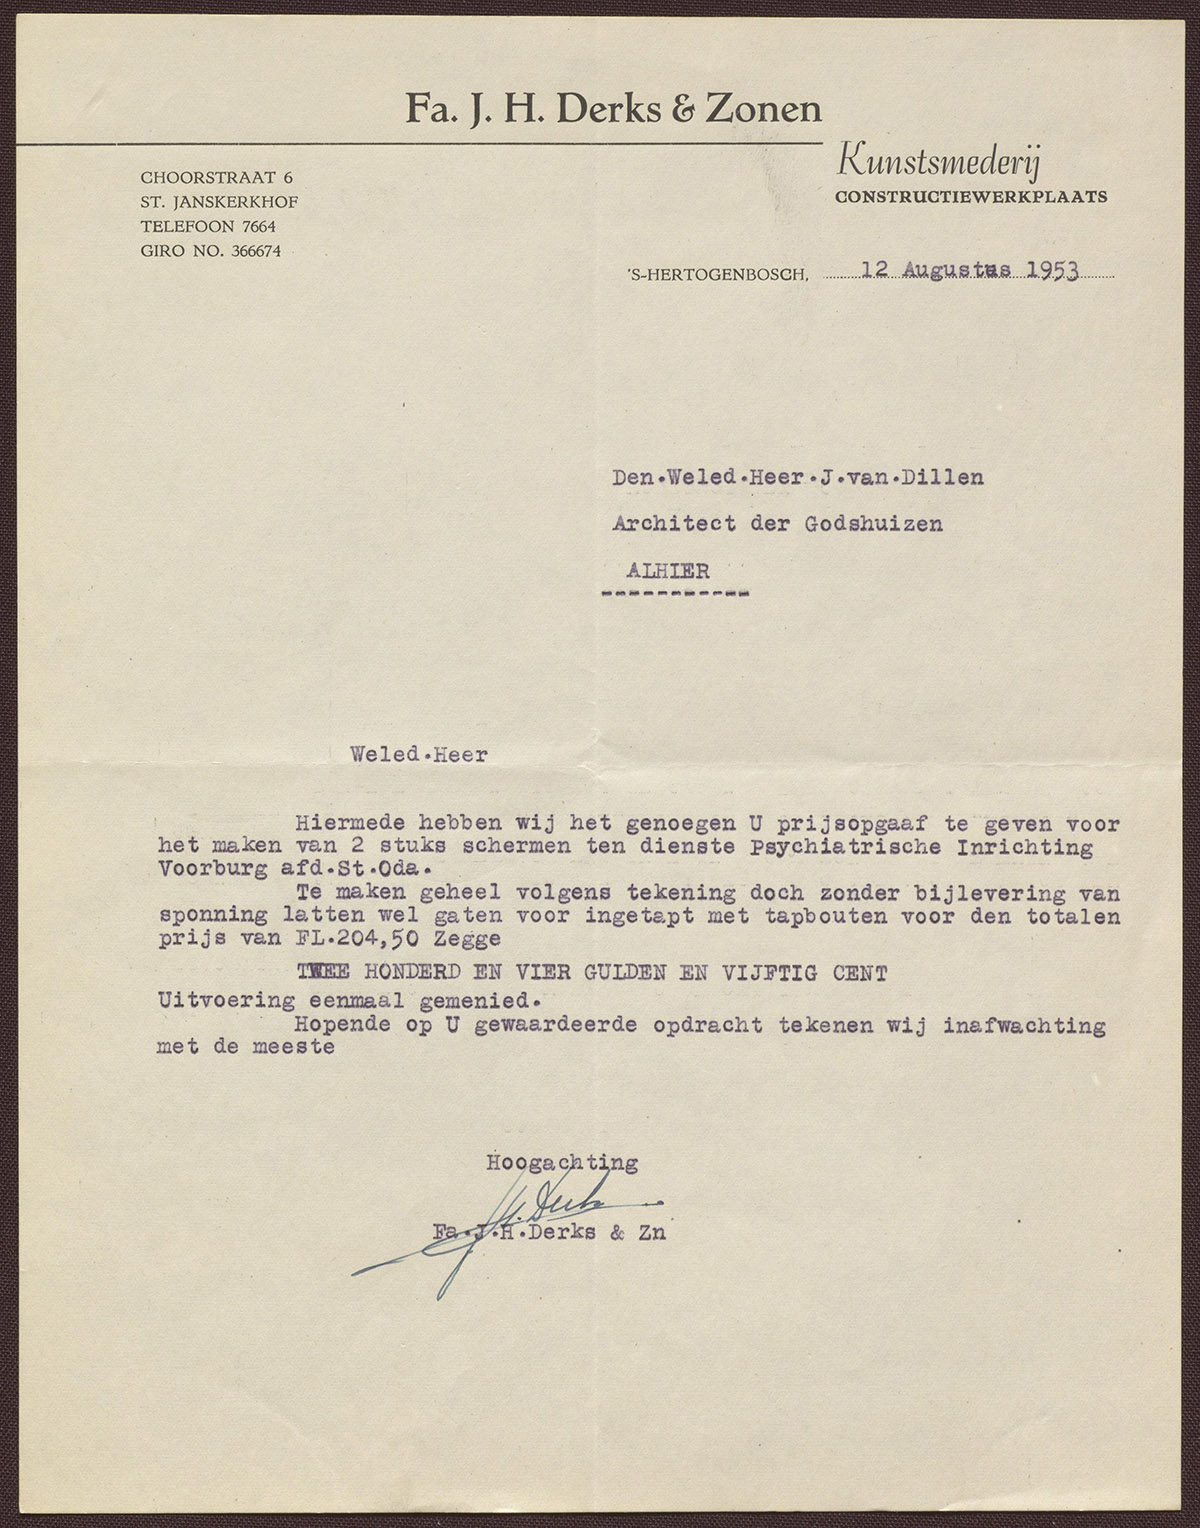 Fa. J. H. Derks & Zonen
Kunstsmederij
CONSTRUCTIEWERKPLAATS
CHOORSTRAAT 6
ST. JANSKERKHOF
TELEFOON 7664
GIRO NO. 366674
'S-HERTOGENBOSCH, 12 Augustus 1953
Den.Weled.Heer.J.van.Dillen
Architect der Godshuizen
ALHIER
-----------
Weled.Heer
Hiermede hebben wij het genoegen U prijsopgaaf te geven voor
het maken van 2 stuks schermen ten dienste Psychiatrische Inrichting
Voorburg afd.St.Oda.
Te maken geheel volgens tekening doch zonder bijlevering van
sponning latten wel gaten voor ingetapt met tapbouten voor den totalen
prijs van FL.204,50 Zegge
TWEE HONDERD EN VIER GULDEN EN VIJFTIG CENT
Uitvoering eenmaal gemenied.
Hopende op U gewaardeerde opdracht tekenen wij inafwachting
met de meeste
Hoogachting
J.H. Derks
Fa.J.H.Derks & Zn